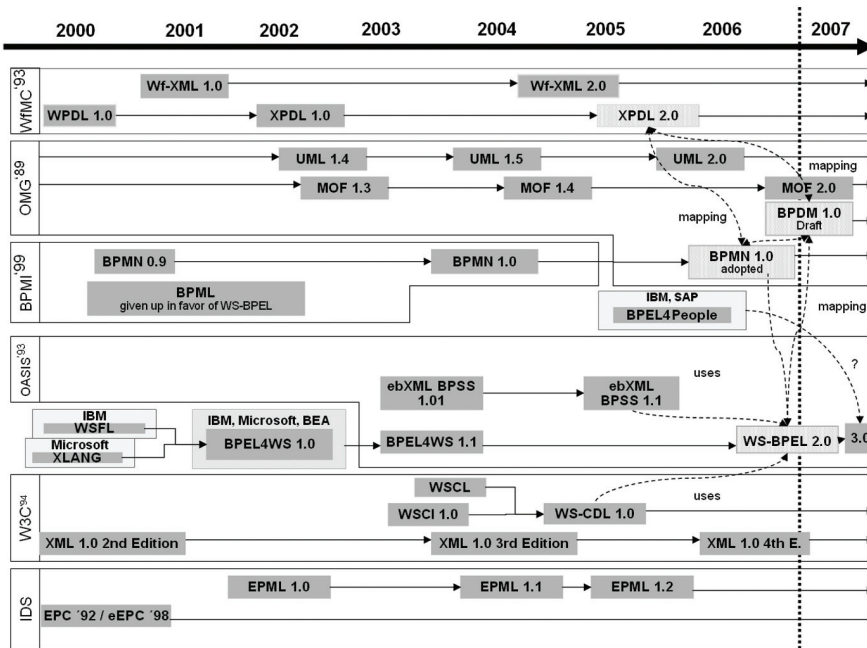 2000 2001 2002 2003 2004 2005 2006 2007
WfMC'93
Wf-XML 1.0 Wf-XML 2.0
WPDL 1.0 XPDL 1.0 XPDL 2.0
OMG'89
UML 1.4 UML 1.5 UML 2.0 mapping
MOF 1.3 MOF 1.4 MOF 2.0
mapping BPDM 1.0
Draft
BPMI'99
BPMN 0.9 BPMN 1.0 BPMN 1.0
adopted
BPML
given up in favor of WS-BPEL
IBM, SAP
BPEL4People
mapping
OASIS'93
ebXML BPSS
1.01
ebXML
BPSS 1.1
uses ?
IBM
WSFL
Microsoft
XLANG
IBM, Microsoft, BEA
BPEL4WS 1.0
BPEL4WS 1.1 WS-BPEL 2.0 3.0
W3C'94
WSCL
WSCI 1.0 WS-CDL 1.0 uses
XML 1.0 2nd Edition XML 1.0 3rd Edition XML 1.0 4th E.
IDS
EPML 1.0 EPML 1.1 EPML 1.2
EPC ´92 / eEPC ´98